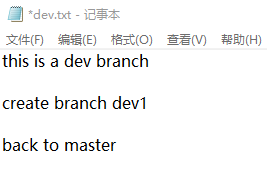 *dev.txt - 记事本
文件(F) 编辑(E) 格式(O) 查看(V) 帮助(H)
this is a dev branch
create branch dev1
back to master